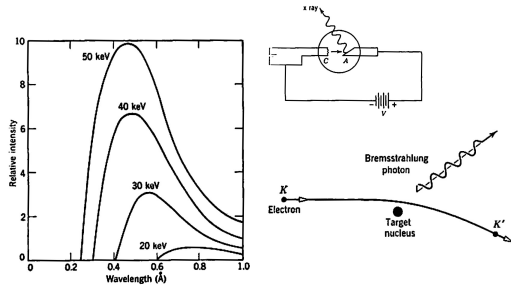 Relative intensity
10
8
6
4
2
0
50 keV
40 keV
30 keV
20 keV
0 0.2 0.4 0.6 0.8 1.0
Wavelength (Å)
x ray
C A
- V +
Bremsstrahlung
photon
K
Electron
Target
nucleus
K'